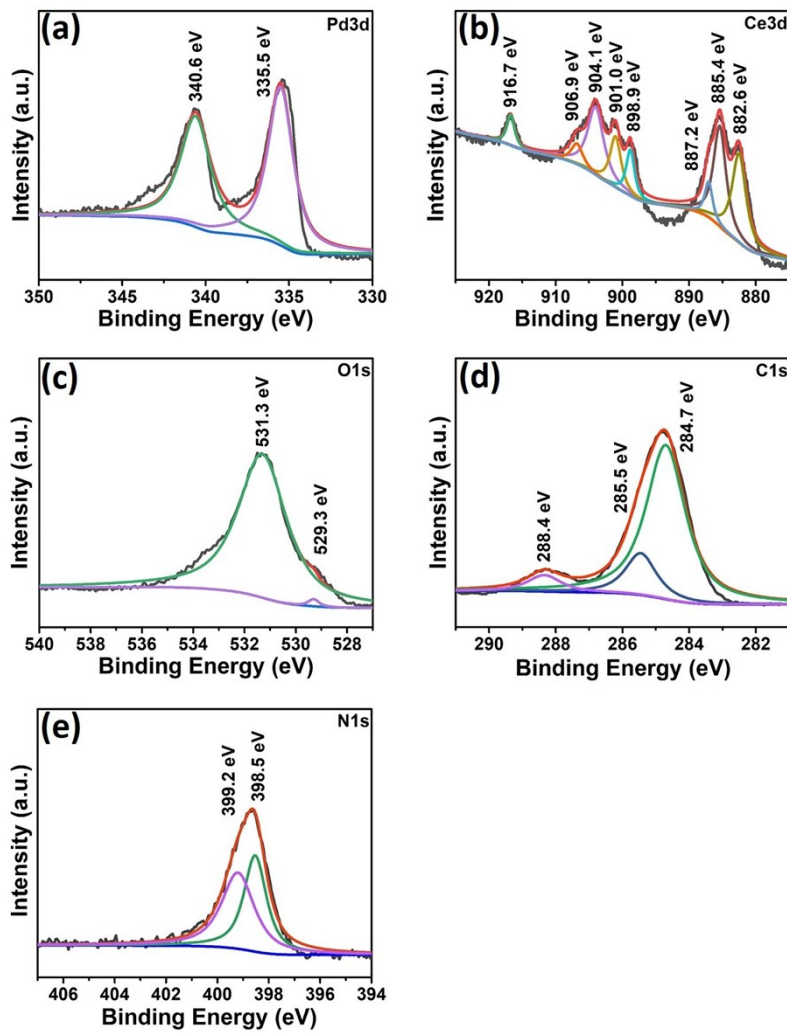 (a)
Pd3d
340.6 eV
335.5 eV
Intensity (a.u.)
350 345 340 335 330
Binding Energy (eV)
(b)
Ce3d
916.7 eV
906.9 eV
904.1 eV
901.0 eV
898.9 eV
887.2 eV
885.4 eV
882.6 eV
Intensity (a.u.)
920 910 900 890 880
Binding Energy (eV)
(c)
O1s
531.3 eV
529.3 eV
Intensity (a.u.)
540 538 536 534 532 530 528
Binding Energy (eV)
(d)
C1s
288.4 eV
285.5 eV
284.7 eV
Intensity (a.u.)
290 288 286 284 282
Binding Energy (eV)
(e)
N1s
399.2 eV
398.5 eV
Intensity (a.u.)
406 404 402 400 398 396 394
Binding Energy (eV)